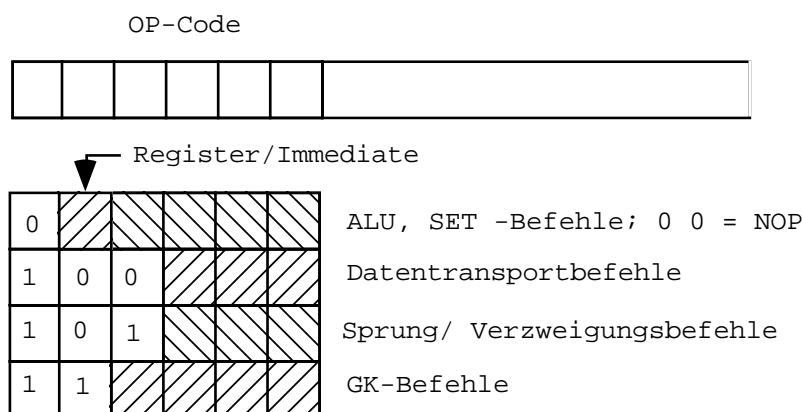 OP-Code
Register/Immediate
0 ALU, SET -Befehle; 0 0 = NOP
1 0 0 Datentransportbefehle
1 0 1 Sprung/ Verzweigungsbefehle
1 1 GK-Befehle